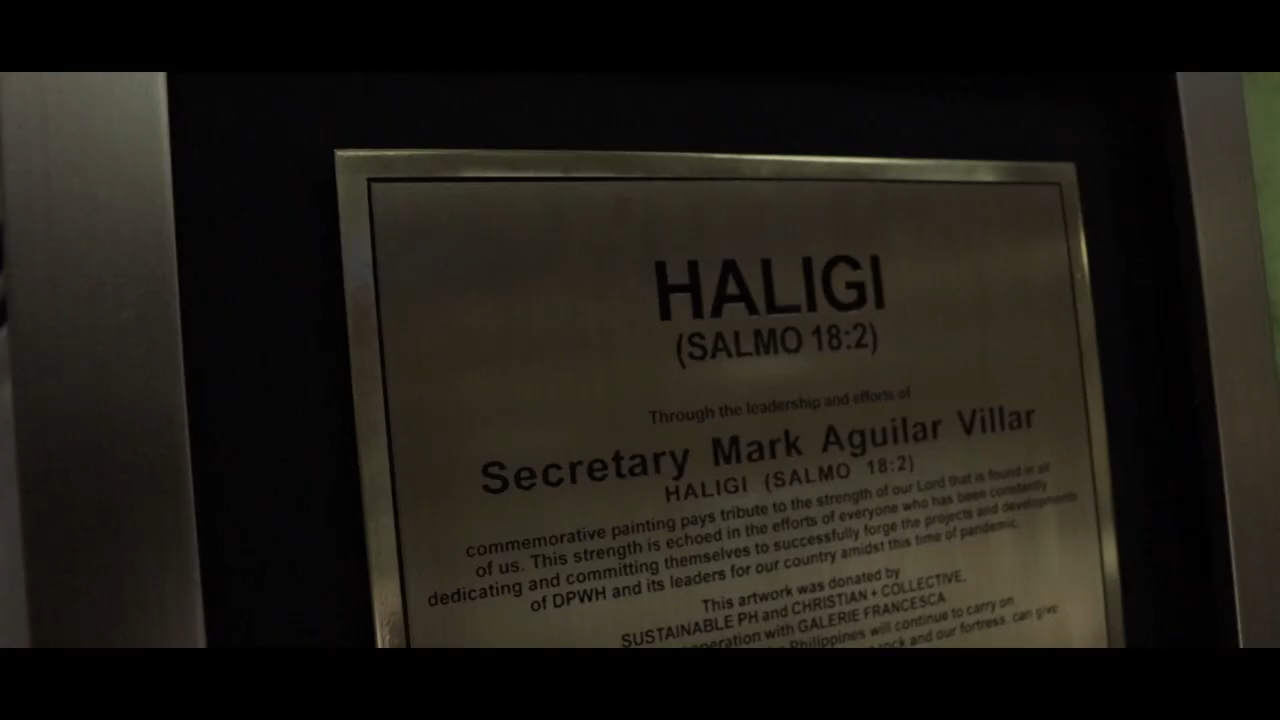 HALIGI
(SALMO 18:2)
Through the leadership and efforts of
Secretary Mark Aguilar Villar
HALIGI (SALMO 18:2)
commemorative painting pays tribute to the strength of our Lord that is found in all
of us. This strength is echoed in the efforts of everyone who has been constantly
dedicating and committing themselves to successfully forge the projects and developments
of DPWH and its leaders for our country amidst this time of pandemic.
This artwork was donated by
SUSTAINABLE PH and CHRISTIAN + COLLECTIVE,
with GALERIE FRANCESCA
Philippines will continue to carry on
rock and our fortress, can give